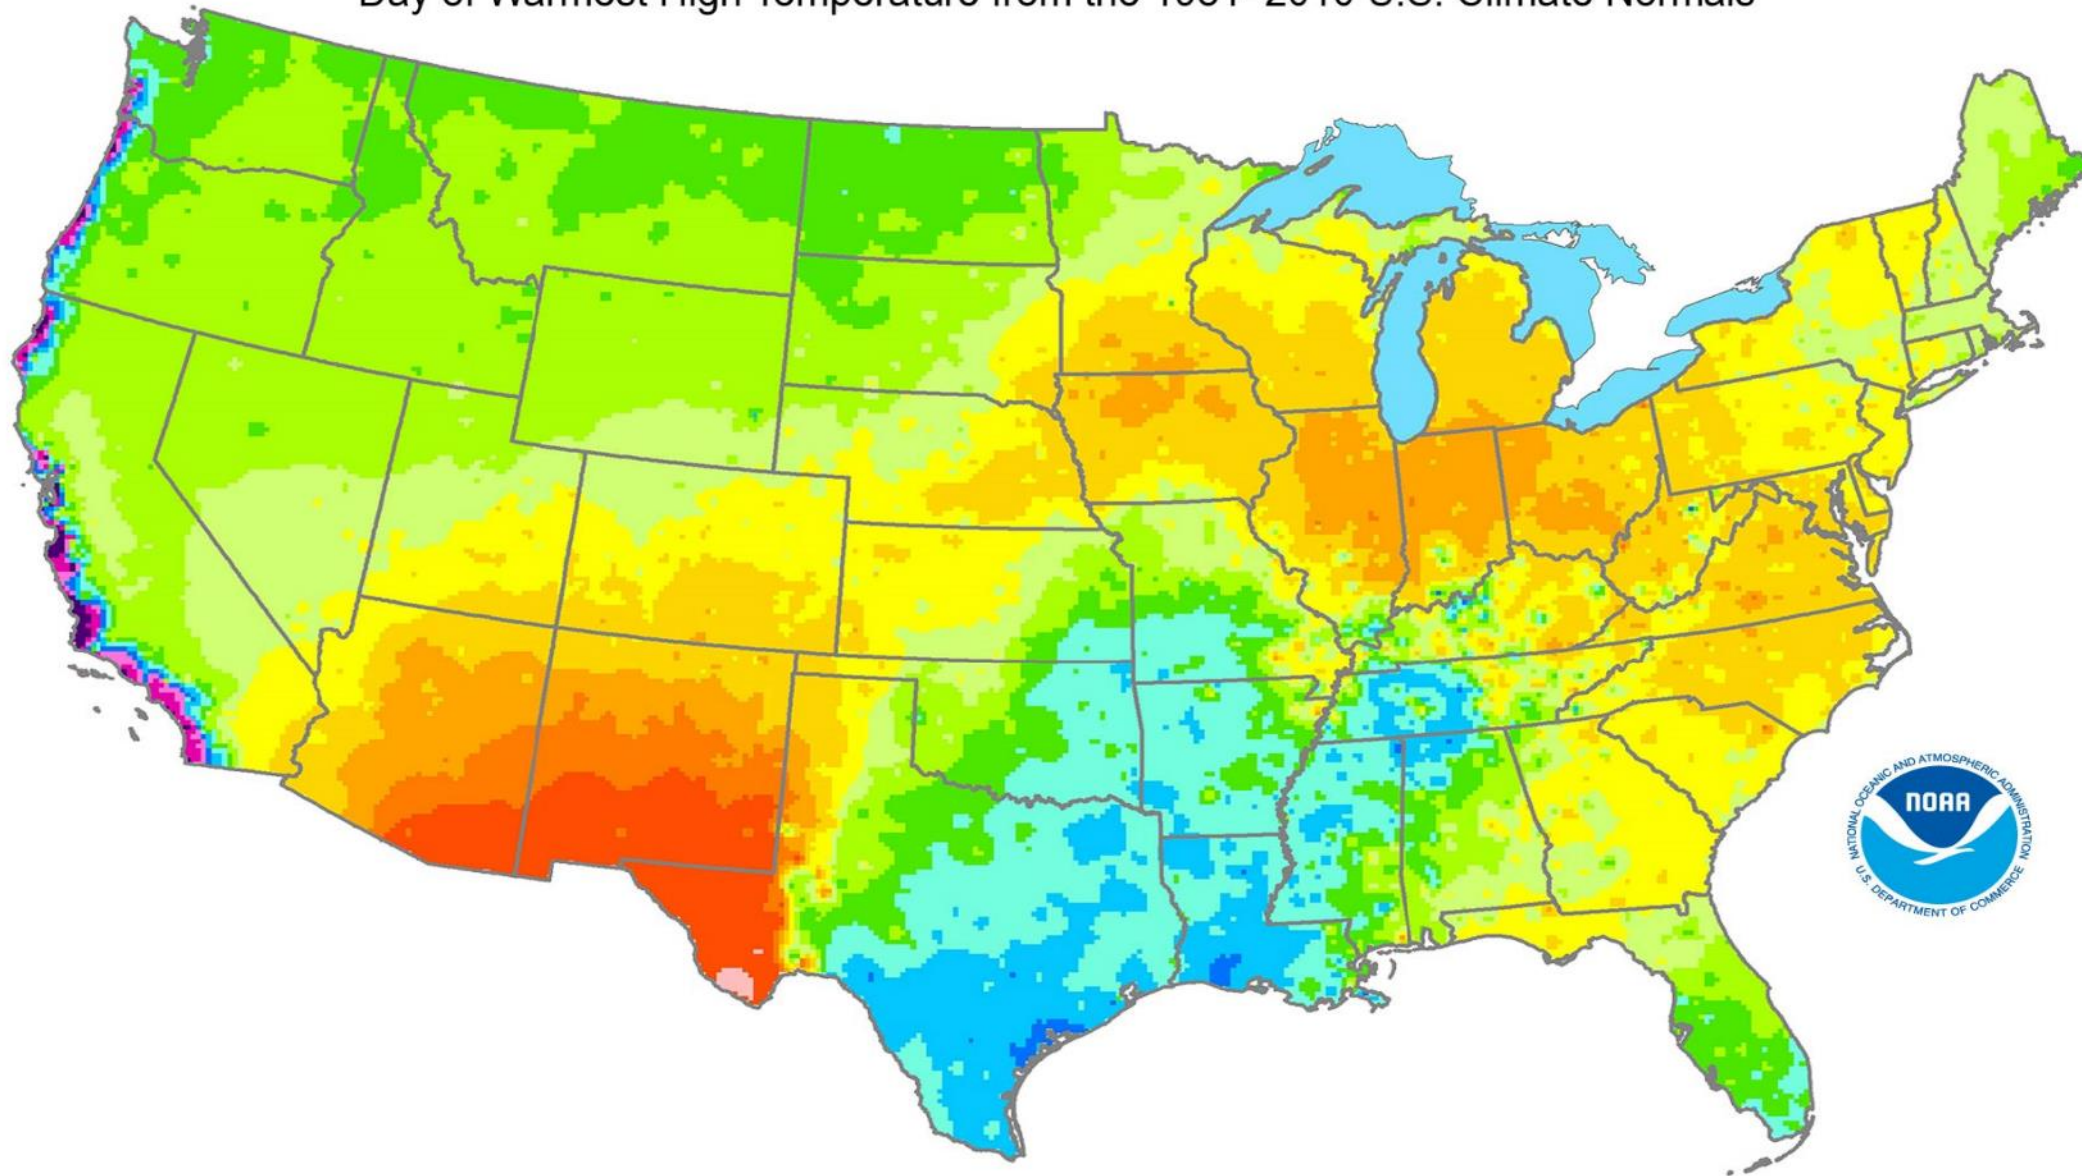 Day of Warmest High Temperature from the 1981–2010 U.S. Climate Normals
NATIONAL OCEANIC AND ATMOSPHERIC ADMINISTRATION
NOAA
U.S. DEPARTMENT OF COMMERCE